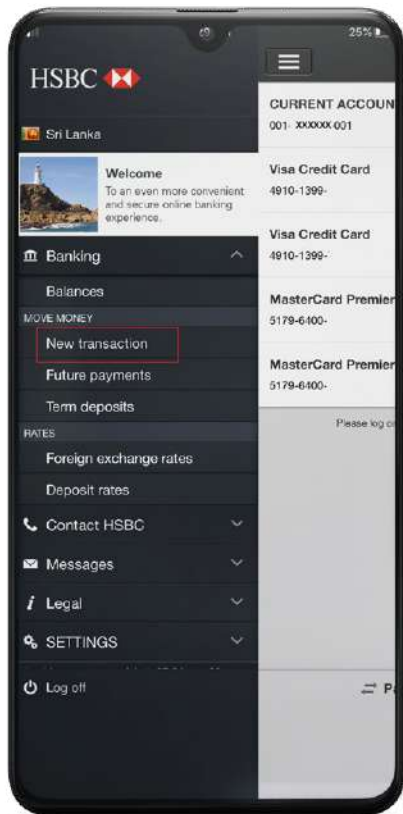 25%
HSBC
Sri Lanka
Welcome
To an even more convenient
and secure online banking
experience.
Banking
Balances
MOVE MONEY
New transaction
Future payments
Term deposits
RATES
Foreign exchange rates
Deposit rates
Contact HSBC
Messages
i Legal
SETTINGS
Log off
CURRENT ACCOUN
001- XXXXXX-001
Visa Credit Card
4910-1399-
Visa Credit Card
4910-1399-
MasterCard Premier
5179-6400-
MasterCard Premier
5179-6400-
Please log o
P